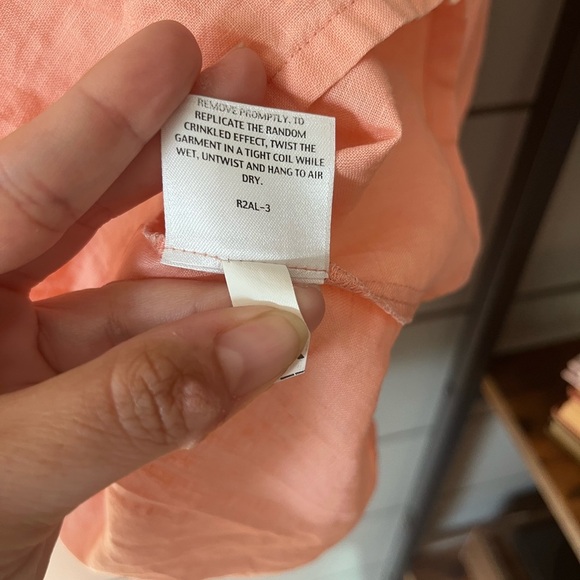 REMOVE PROMPTLY. TO
REPLICATE THE RANDOM
CRINKLED EFFECT, TWIST THE
GARMENT IN A TIGHT COIL WHILE
WET, UNTWIST AND HANG TO AIR
DRY.
R2AL-3